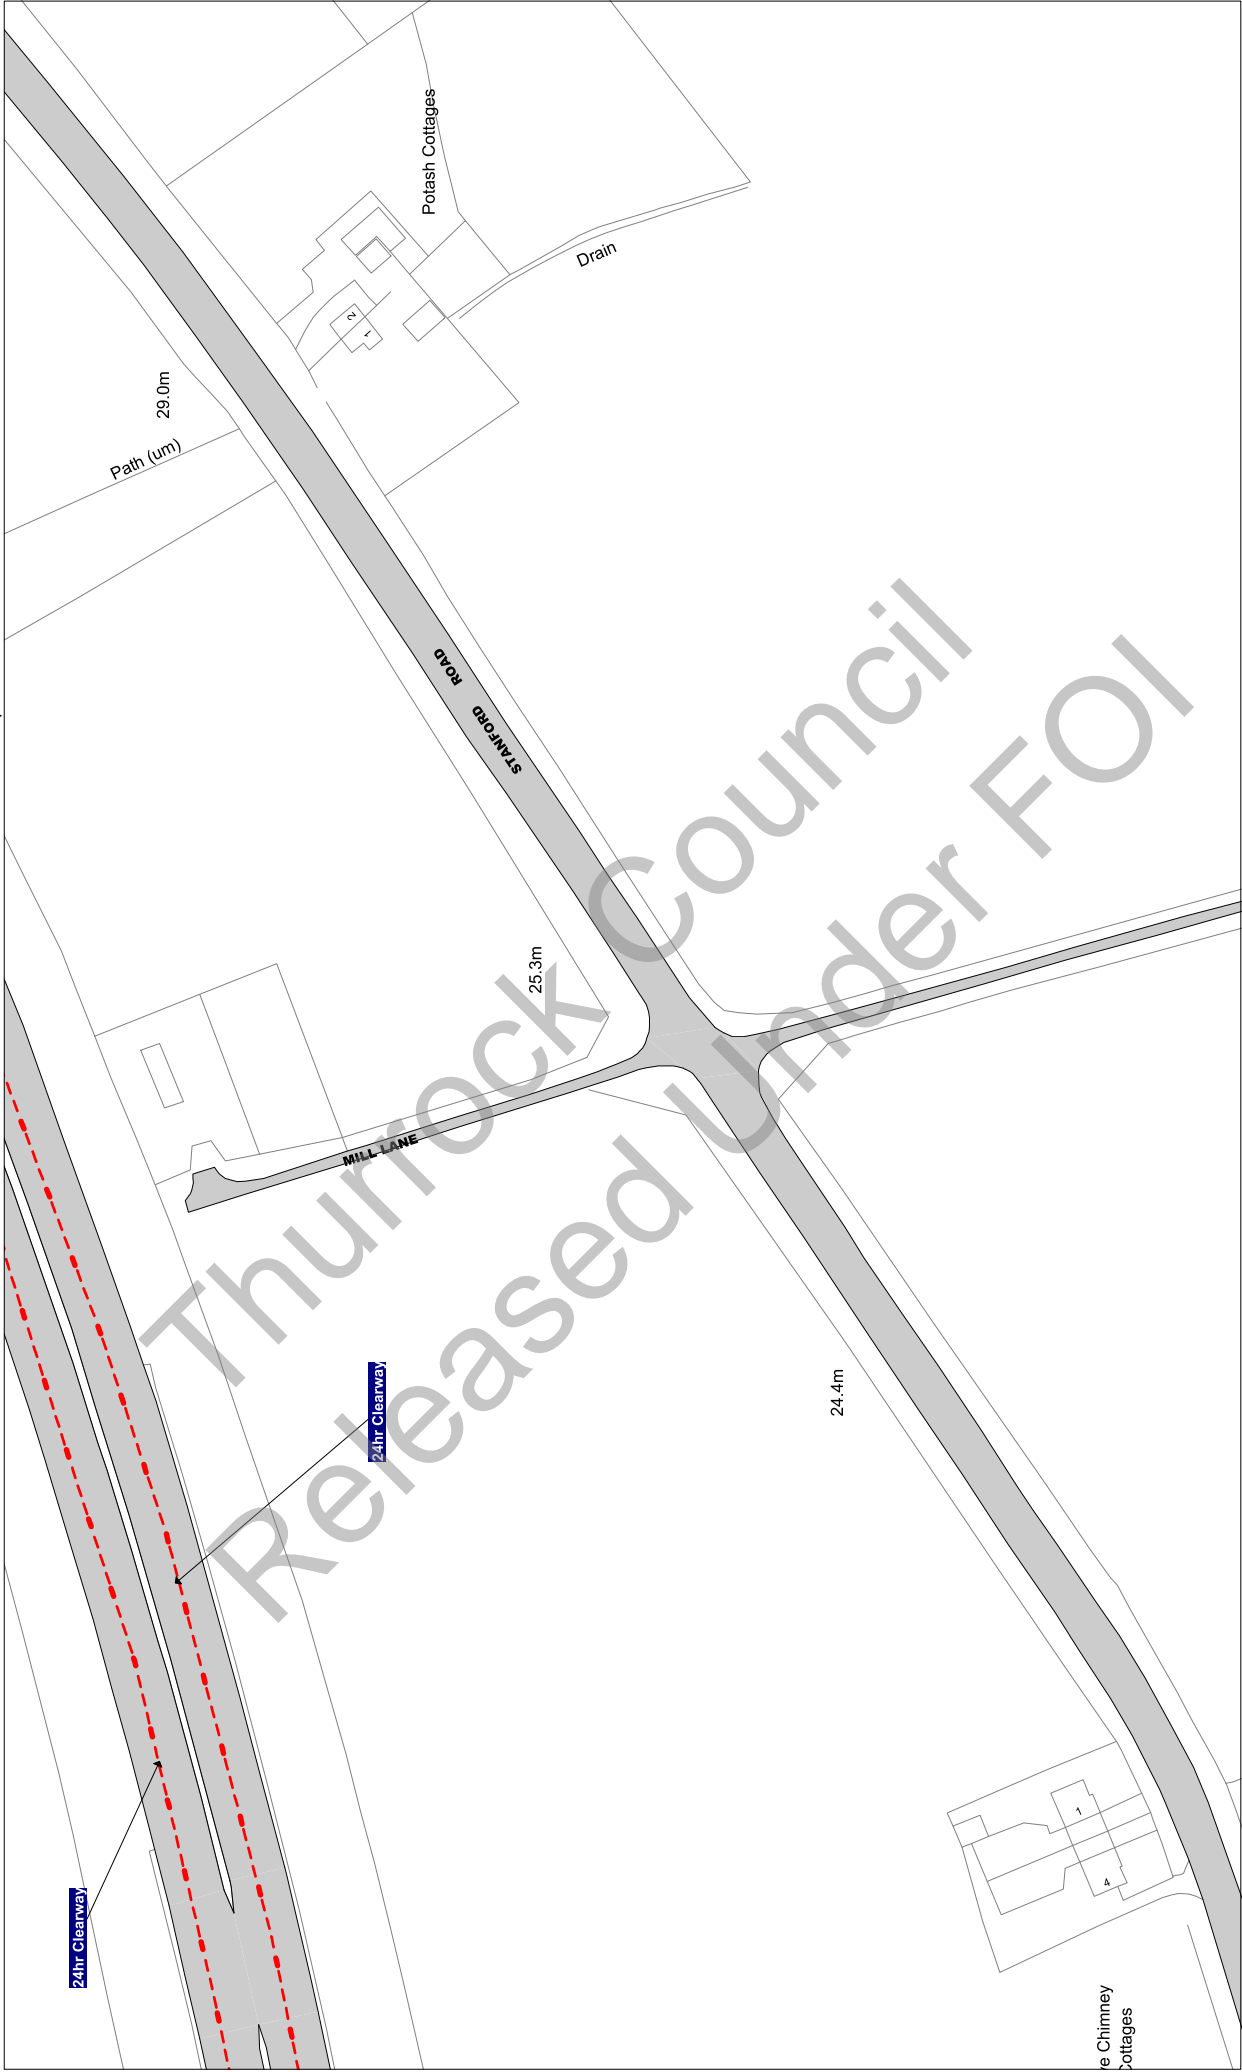 Potash Cottages
Drain
2
1
29.0m
Path (um)
STANFORD ROAD
25.3m
MILL LANE
24hr Clearway
24.4m
24hr Clearway
1
4
ve Chimney
Cottages
Thurrock Council
Released Under FOI